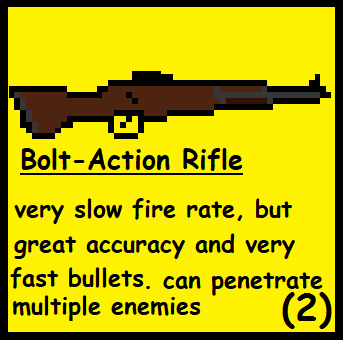 Bolt-Action Rifle
very slow fire rate, but
great accuracy and very
fast bullets. can penetrate
multiple enemies
(2)